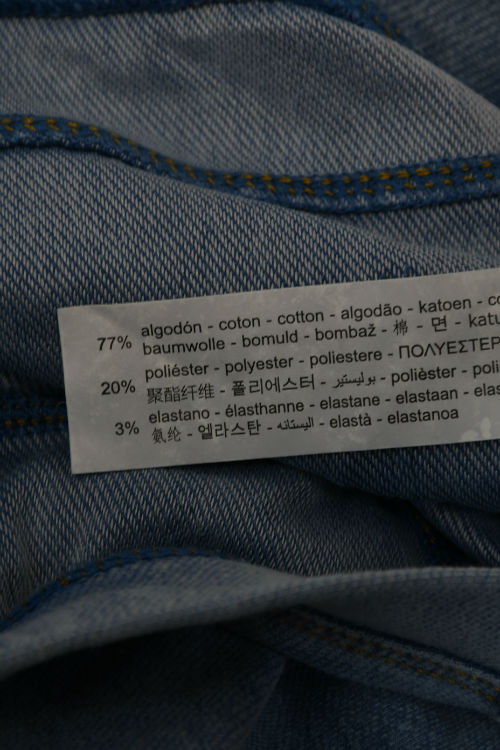 77% algodón - coton - cotton - algodão - katoen -
baumwolle - bomuld - bombaž - 棉 - 면 -
20% poliéster - polyester - poliestere - ΠΟΛΥΕΣΤΕΡ
聚酯纤维 - 폴리에스터 - بوليستير - polièster -
3% elastano - élasthanne - elastane - elastaan -
氨纶 - 엘라스탄 - اليستانه - elastà - elastanoa